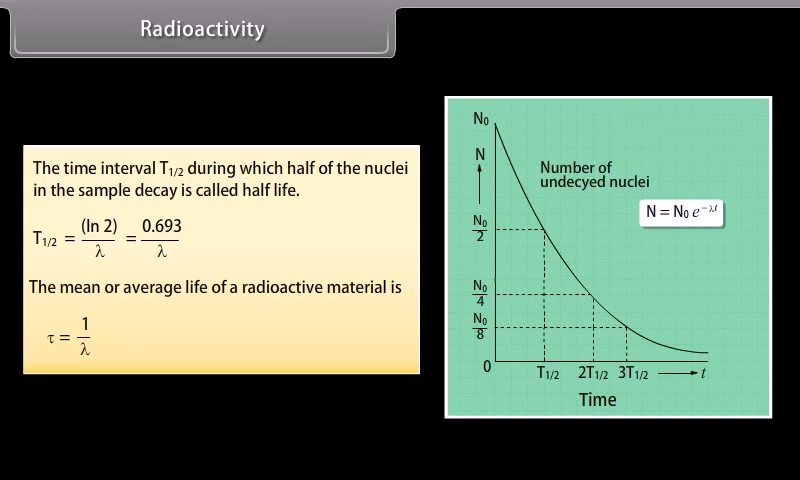 Radioactivity
The time interval T1/2 during which half of the nuclei
in the sample decay is called half life.
T1/2 = (ln 2)/λ = 0.693/λ
The mean or average life of a radioactive material is
τ = 1/λ
N0
N
Number of
undecyed nuclei
N = N0 e^−λt
N0/2
N0/4
N0/8
0
T1/2 2T1/2 3T1/2 t
Time